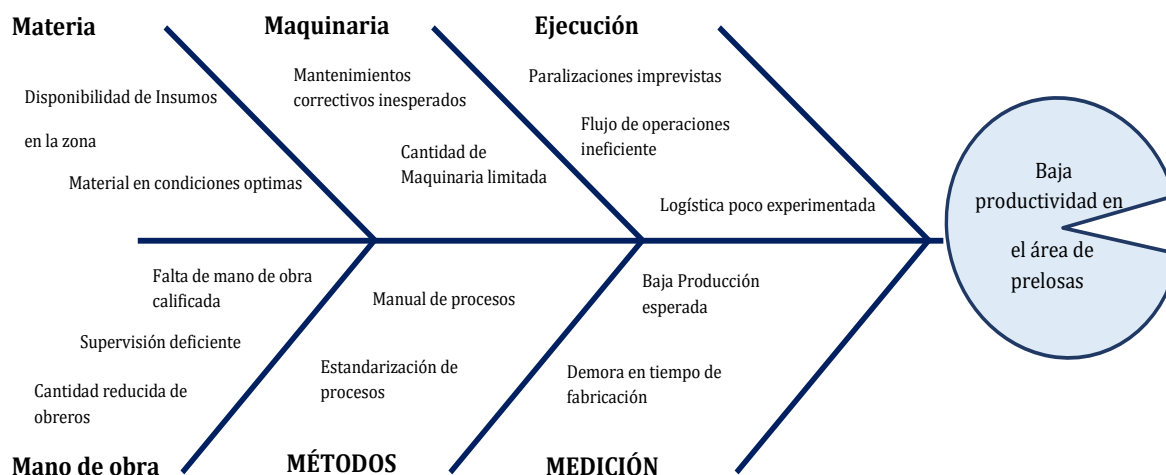 Materia
Maquinaria
Ejecución
Disponibilidad de Insumos
en la zona
Material en condiciones optimas
Mantenimientos
correctivos inesperados
Cantidad de
Maquinaria limitada
Paralizaciones imprevistas
Flujo de operaciones
ineficiente
Logística poco experimentada
Baja
productividad en
el área de
prelosas
Falta de mano de obra
calificada
Supervisión deficiente
Cantidad reducida de
obreros
Manual de procesos
Estandarización de
procesos
Baja Producción
esperada
Demora en tiempo de
fabricación
Mano de obra
MÉTODOS
MEDICIÓN